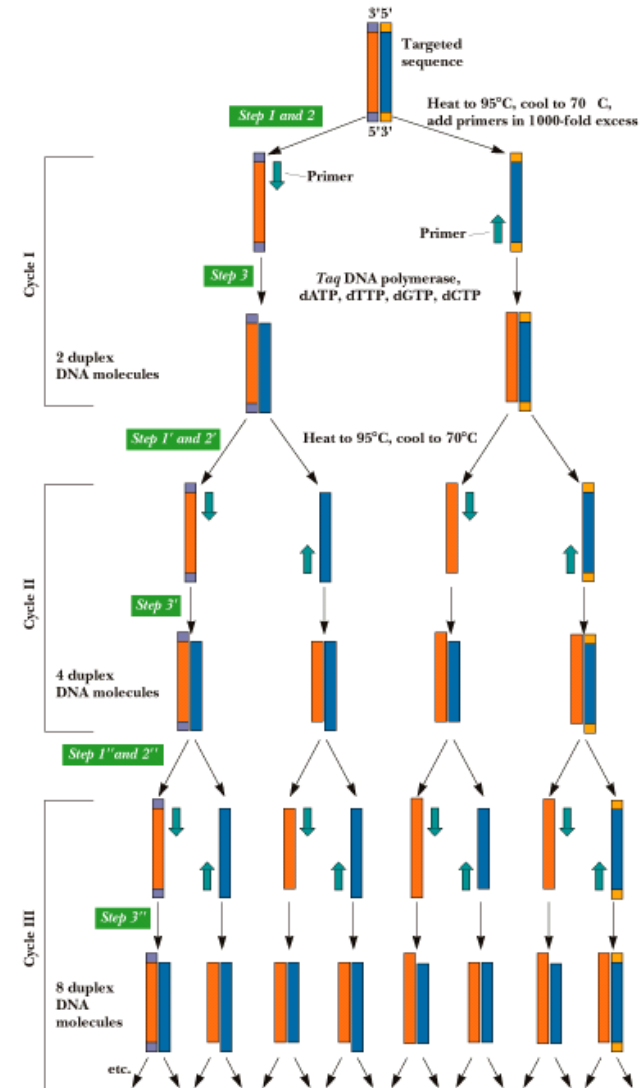 3'5'
Targeted
sequence
Step 1 and 2
Heat to 95°C, cool to 70 C,
add primers in 1000-fold excess
5'3'
Cycle I
Primer
Primer
Step 3
Taq DNA polymerase,
dATP, dTTP, dGTP, dCTP
2 duplex
DNA molecules
Step 1' and 2'
Heat to 95°C, cool to 70°C
Cycle II
Step 3'
4 duplex
DNA molecules
Step 1"and 2"
Cycle III
Step 3"
8 duplex
DNA
molecules
etc.